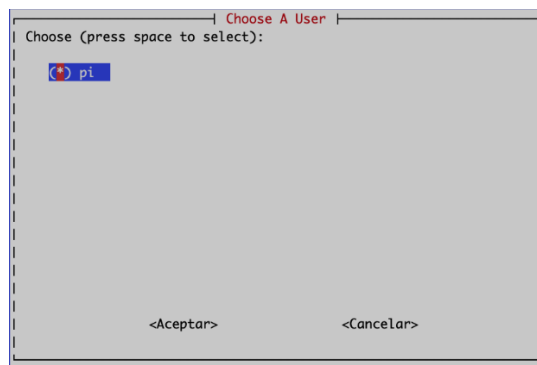 Choose A User
Choose (press space to select):
(*) pi
<Aceptar> <Cancelar>